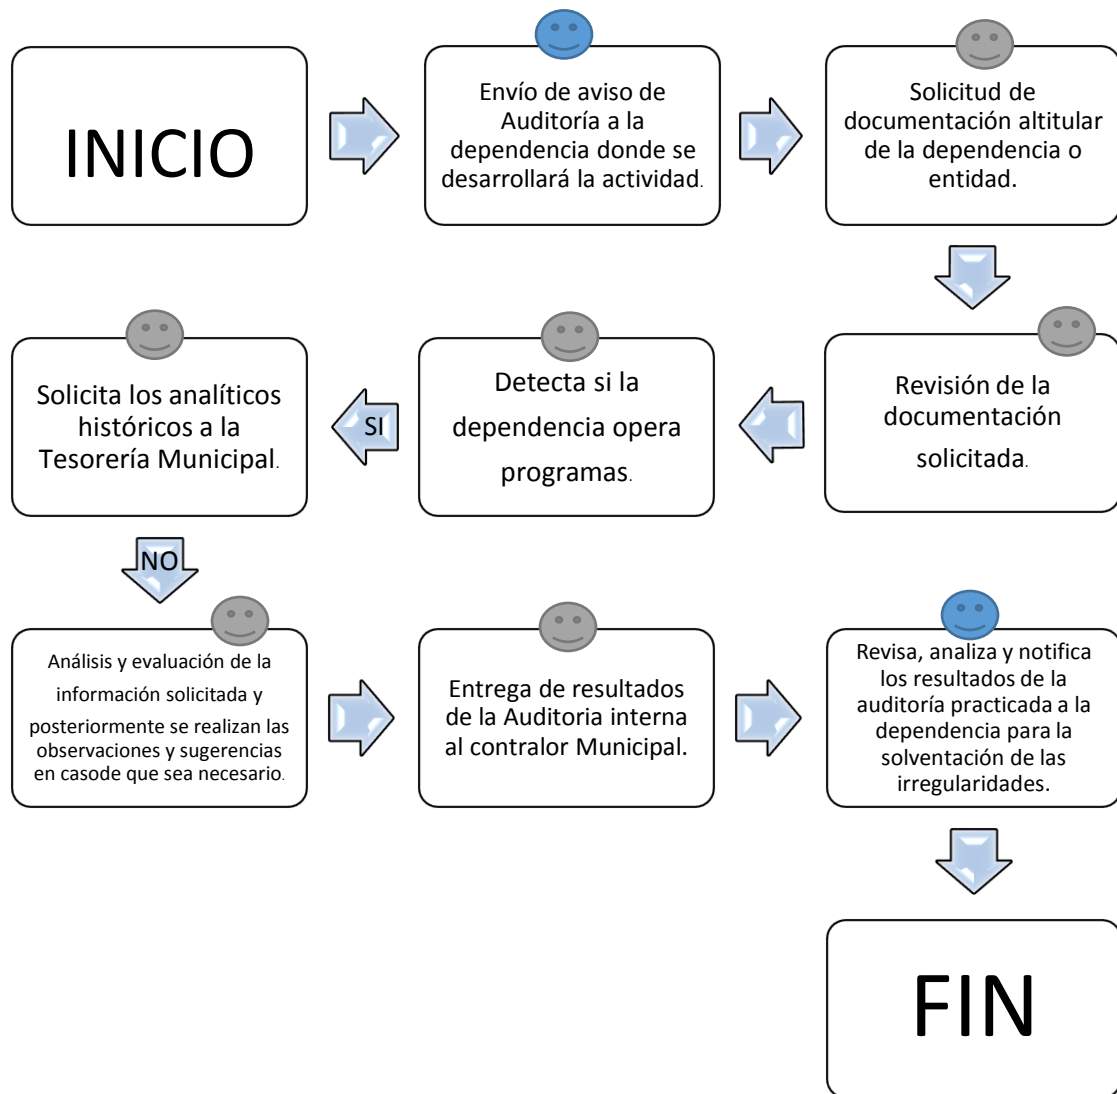 INICIO
Envío de aviso de
Auditoría a la
dependencia donde se
desarrollará la actividad.
Solicitud de
documentación altitular
de la dependencia o
entidad.
Revisión de la
documentación
solicitada.
Detecta si la
dependencia opera
programas.
SI
Solicita los analíticos
históricos a la
Tesorería Municipal.
NO
Análisis y evaluación de la
información solicitada y
posteriormente se realizan las
observaciones y sugerencias
en casode que sea necesario.
Entrega de resultados
de la Auditoria interna
al contralor Municipal.
Revisa, analiza y notifica
los resultados de la
auditoría practicada a la
dependencia para la
solventación de las
irregularidades.
FIN